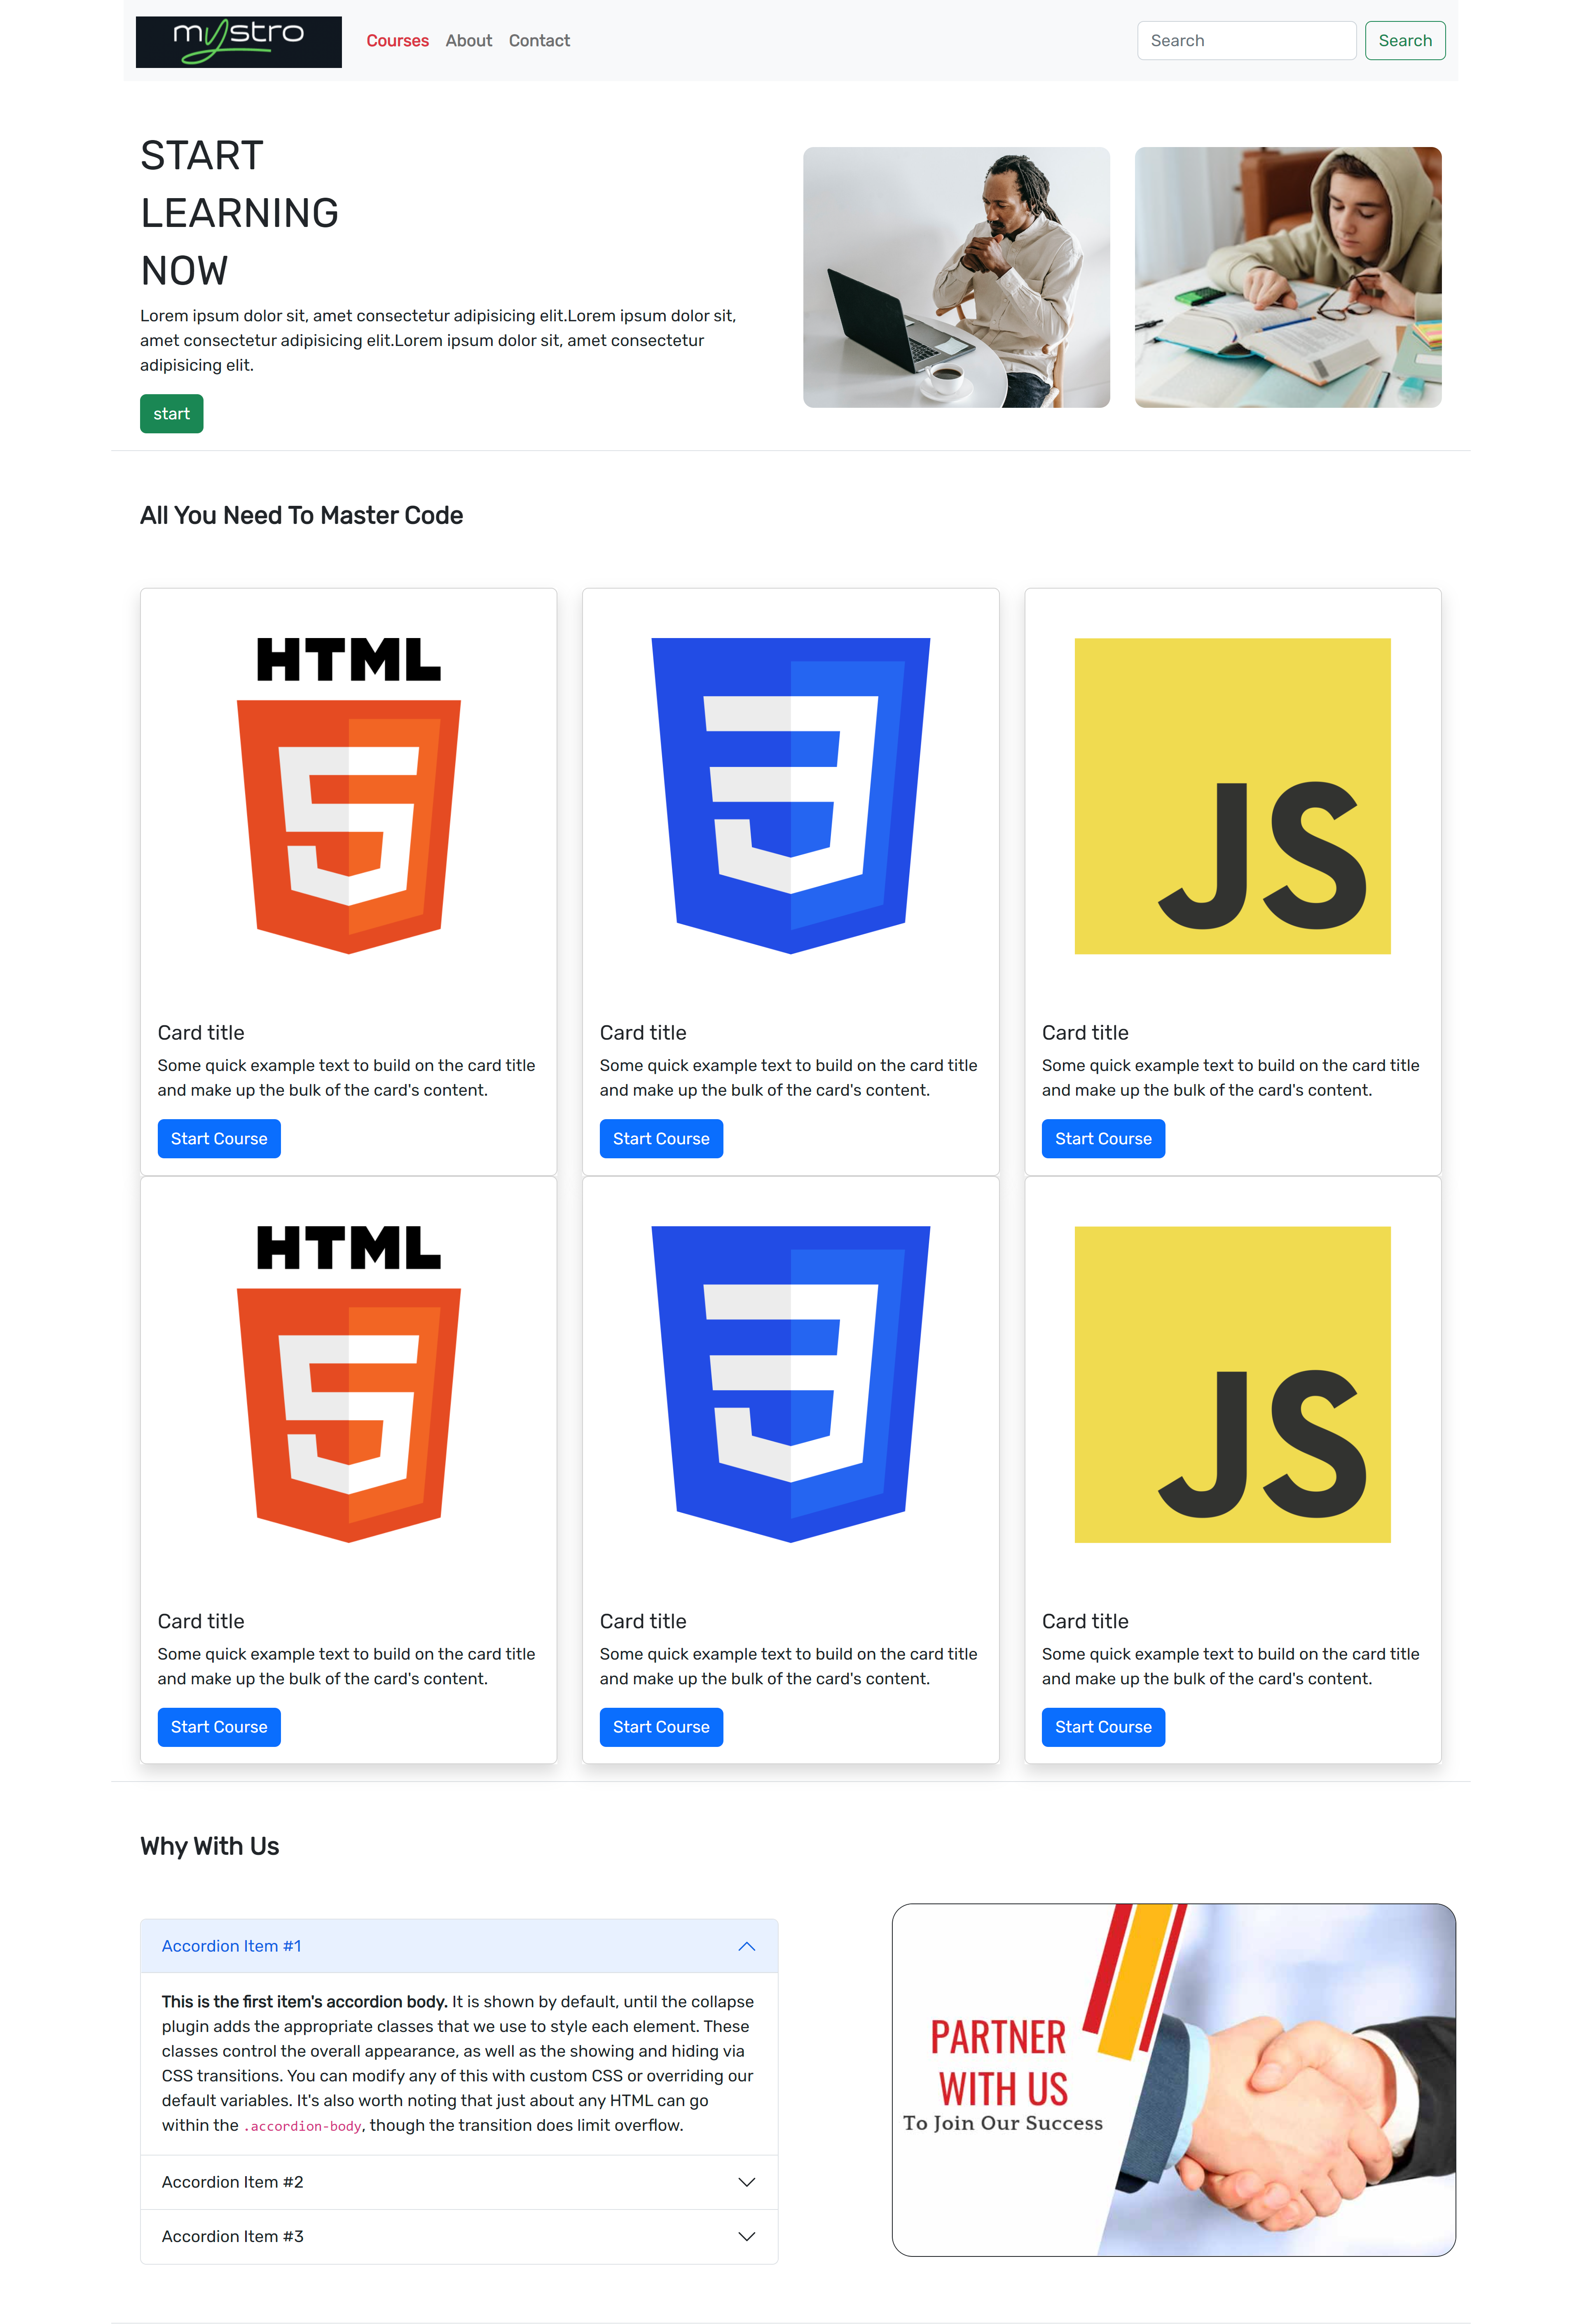 mystro
Courses About Contact
Search Search
START
LEARNING
NOW
Lorem ipsum dolor sit, amet consectetur adipisicing elit.Lorem ipsum dolor sit,
amet consectetur adipisicing elit.Lorem ipsum dolor sit, amet consectetur
adipisicing elit.
start
All You Need To Master Code
HTML
5
3
JS
Card title
Some quick example text to build on the card title
and make up the bulk of the card's content.
Start Course
Card title
Some quick example text to build on the card title
and make up the bulk of the card's content.
Start Course
Card title
Some quick example text to build on the card title
and make up the bulk of the card's content.
Start Course
HTML
5
3
JS
Card title
Some quick example text to build on the card title
and make up the bulk of the card's content.
Start Course
Card title
Some quick example text to build on the card title
and make up the bulk of the card's content.
Start Course
Card title
Some quick example text to build on the card title
and make up the bulk of the card's content.
Start Course
Why With Us
Accordion Item #1
This is the first item's accordion body. It is shown by default, until the collapse
plugin adds the appropriate classes that we use to style each element. These
classes control the overall appearance, as well as the showing and hiding via
CSS transitions. You can modify any of this with custom CSS or overriding our
default variables. It's also worth noting that just about any HTML can go
within the .accordion-body, though the transition does limit overflow.
Accordion Item #2
Accordion Item #3
PARTNER
WITH US
To Join Our Success